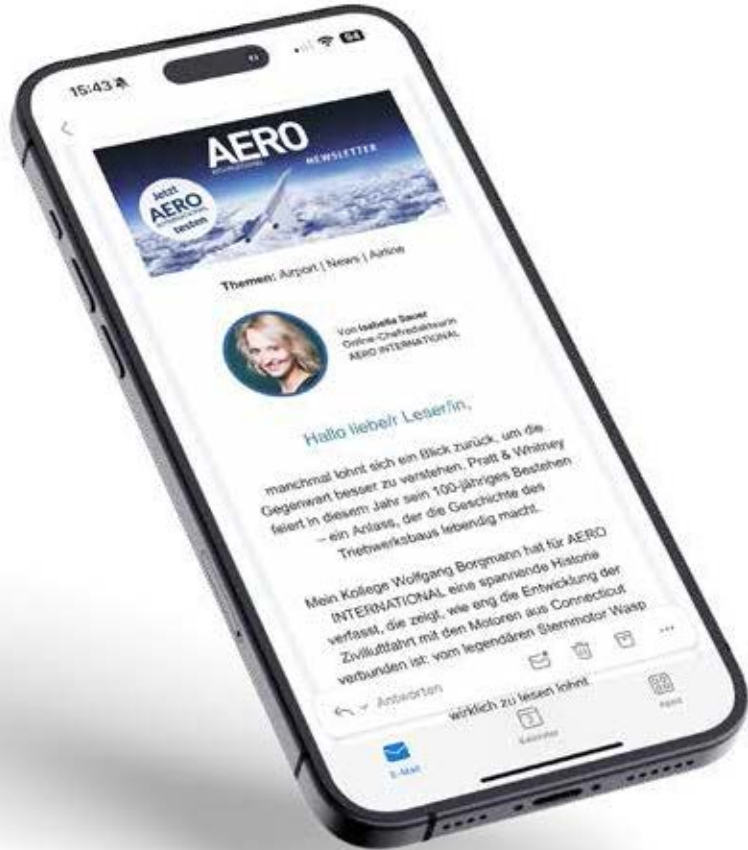 15:43
94
AERO
INTERNATIONAL
NEWSLETTER
Jetzt
AERO
INTERNATIONAL
testen
Themen: Airport | News | Airline
Von Isabella Sauer
Online-Chefredakteurin
AERO INTERNATIONAL
Hallo liebe/r Leser/in,
manchmal lohnt sich ein Blick zurück, um die
Gegenwart besser zu verstehen. Pratt & Whitney
feiert in diesem Jahr sein 100-jähriges Bestehen
– ein Anlass, der die Geschichte des
Triebwerksbaus lebendig macht.
Mein Kollege Wolfgang Borgmann hat für AERO
INTERNATIONAL eine spannende Historie
verfasst, die zeigt, wie eng die Entwicklung der
Zivilluftfahrt mit den Motoren aus Connecticut
verbunden ist: vom legendären Sternmotor Wasp
Antworten
wirklich zu lesen lohnt
E-Mail
Kalender
Apps